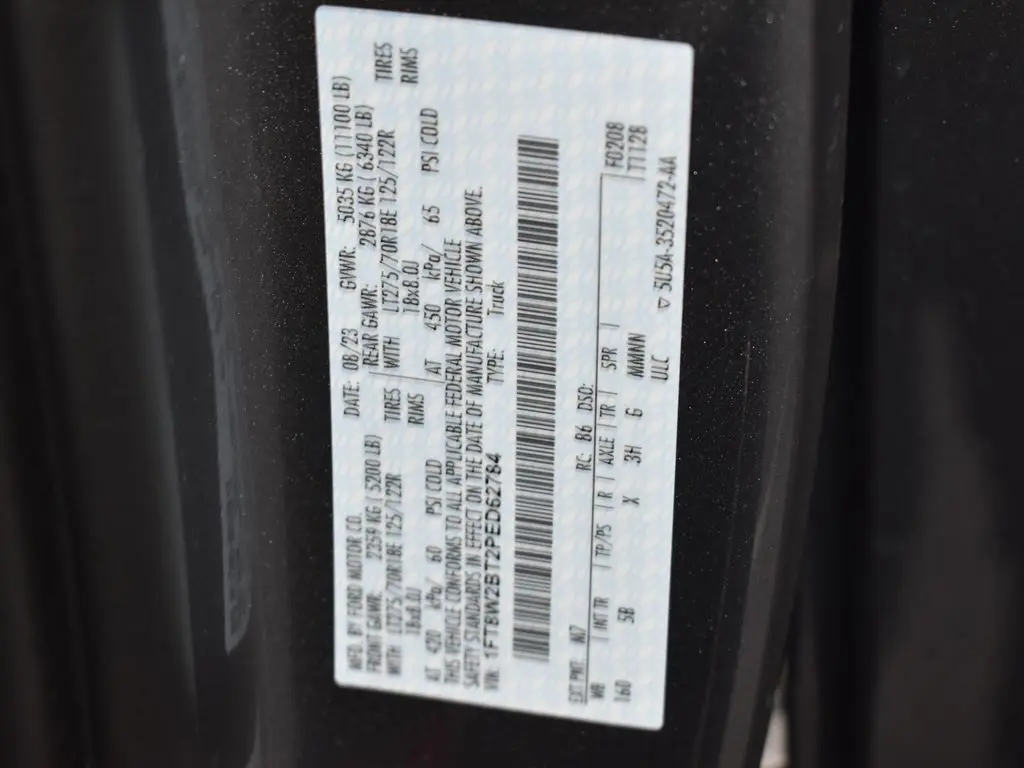 MFD. BY FORD MOTOR CO.
DATE: 08/23 GVWR: 5035 KG (11100 LB)
FRONT GAWR: 2359 KG ( 5200 LB)
REAR GAWR: 2876 KG ( 6340 LB)
WITH LT275/70R18E 125/122R TIRES
WITH LT275/70R18E 125/122R TIRES
18x8.0J RIMS
18x8.0J RIMS
AT 420 kPa/ 60 PSI COLD
AT 450 kPa/ 65 PSI COLD
THIS VEHICLE CONFORMS TO ALL APPLICABLE FEDERAL MOTOR VEHICLE
SAFETY STANDARDS IN EFFECT ON THE DATE OF MANUFACTURE SHOWN ABOVE.
VIN: 1FT8W2BT2PED62784
TYPE: Truck
EXT PNT: RC: 86 DSO: F0208
WB INT TR TP/PS R AXLE TR SPR T1128
160 5B X 3H G MMNN
ULC
▽ 5U5A-3520472-AA